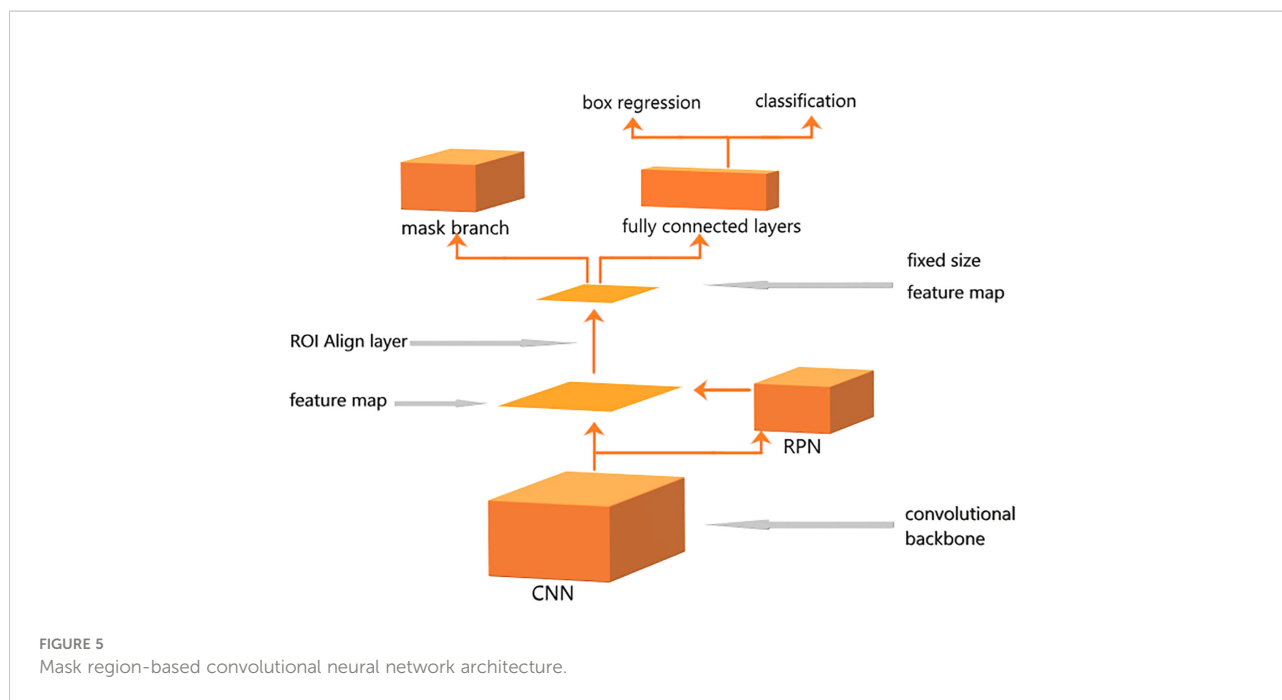 box regression
classification
mask branch
fully connected layers
fixed size
feature map
ROI Align layer
feature map
RPN
convolutional
backbone
CNN
FIGURE 5
Mask region-based convolutional neural network architecture.